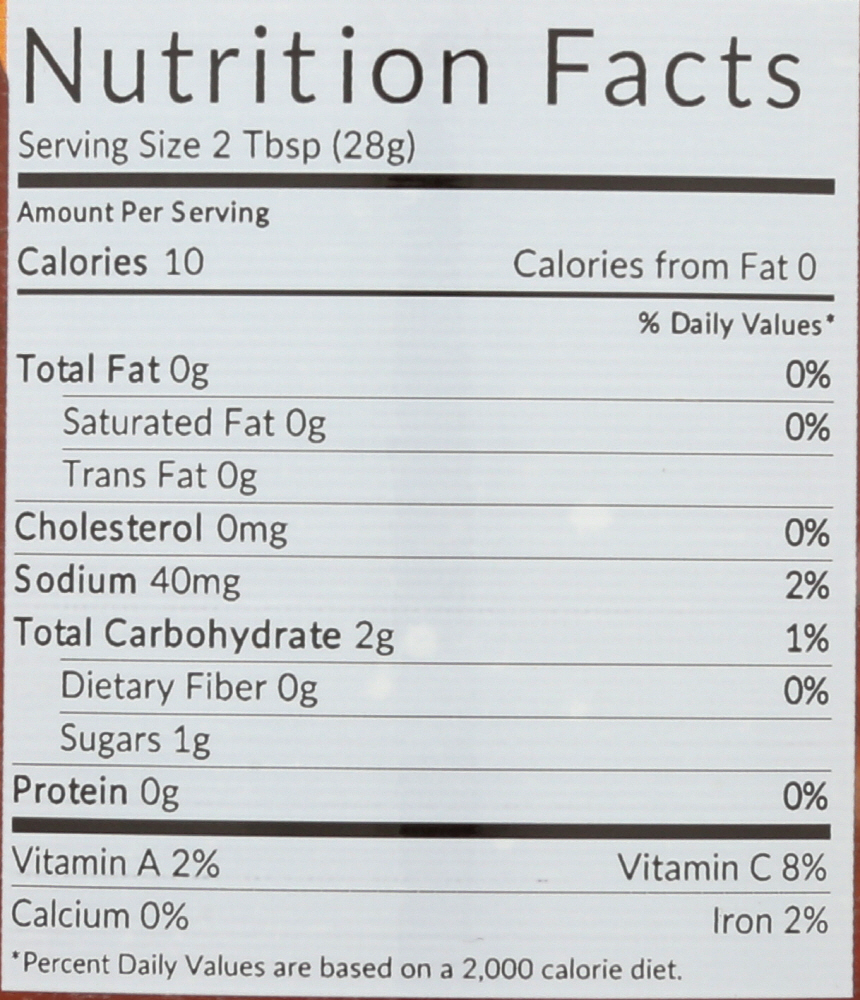 Nutrition Facts
Serving Size 2 Tbsp (28g)
Amount Per Serving
Calories 10 Calories from Fat 0
% Daily Values*
Total Fat 0g 0%
Saturated Fat 0g 0%
Trans Fat 0g
Cholesterol 0mg 0%
Sodium 40mg 2%
Total Carbohydrate 2g 1%
Dietary Fiber 0g 0%
Sugars 1g
Protein 0g 0%
Vitamin A 2% Vitamin C 8%
Calcium 0% Iron 2%
*Percent Daily Values are based on a 2,000 calorie diet.